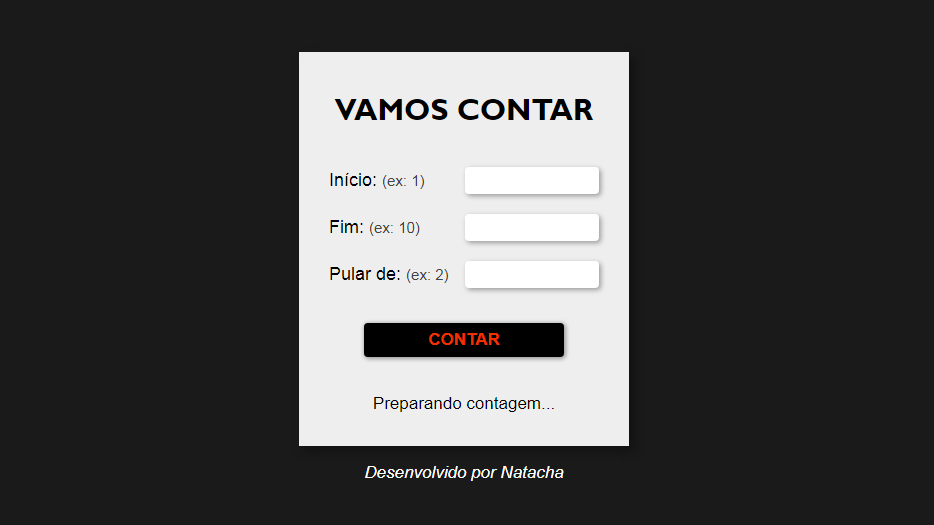 VAMOS CONTAR
Início: (ex: 1)
Fim: (ex: 10)
Pular de: (ex: 2)
CONTAR
Preparando contagem...
Desenvolvido por Natacha